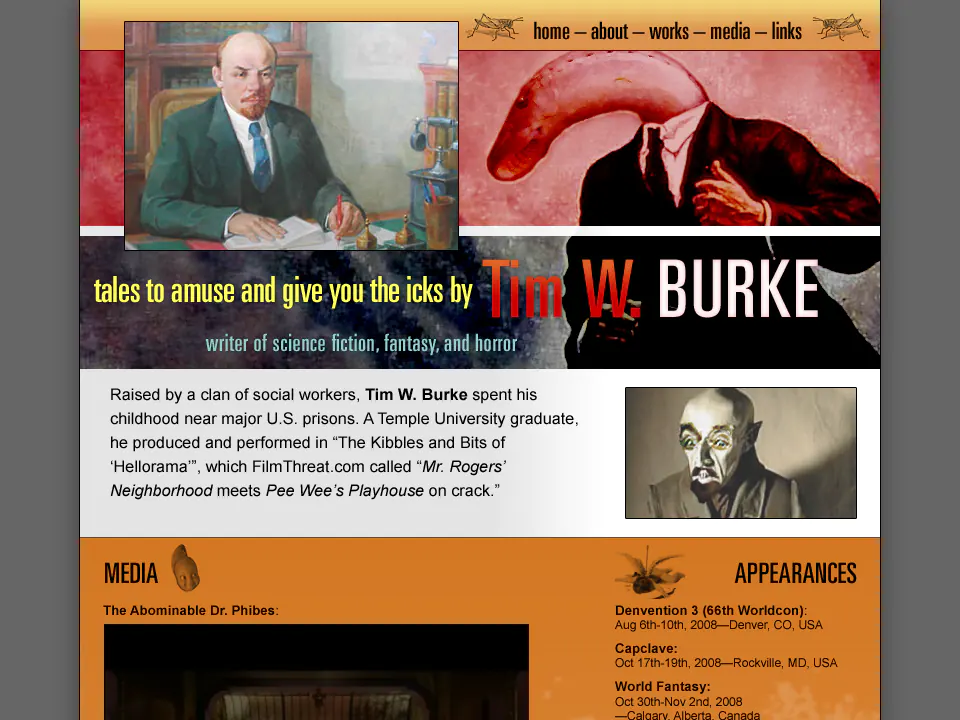 home — about — works — media — links
tales to amuse and give you the icks by Tim W. BURKE
writer of science fiction, fantasy, and horror
Raised by a clan of social workers, Tim W. Burke spent his
childhood near major U.S. prisons. A Temple University graduate,
he produced and performed in “The Kibbles and Bits of
‘Hellorama’”, which FilmThreat.com called “Mr. Rogers’
Neighborhood meets Pee Wee’s Playhouse on crack.”
MEDIA
The Abominable Dr. Phibes:
APPEARANCES
Denvention 3 (66th Worldcon):
Aug 6th-10th, 2008—Denver, CO, USA
Capclave:
Oct 17th-19th, 2008—Rockville, MD, USA
World Fantasy:
Oct 30th-Nov 2nd, 2008
—Calgary, Alberta, Canada